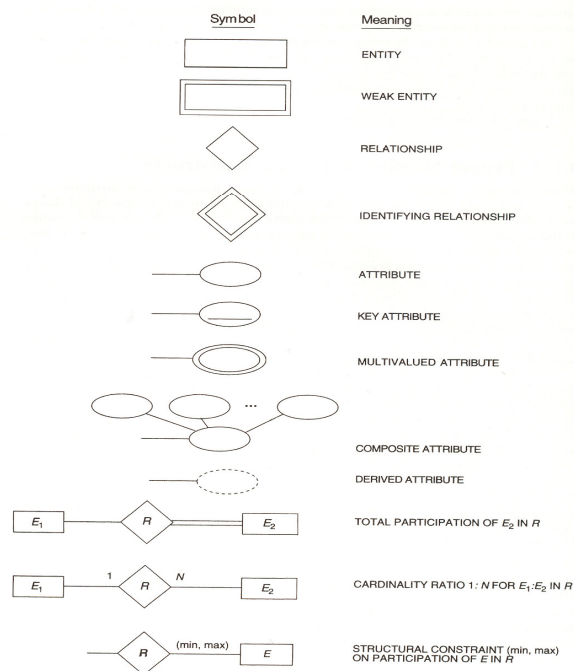 Symbol Meaning
ENTITY
WEAK ENTITY
RELATIONSHIP
IDENTIFYING RELATIONSHIP
ATTRIBUTE
KEY ATTRIBUTE
MULTIVALUED ATTRIBUTE
...
COMPOSITE ATTRIBUTE
DERIVED ATTRIBUTE
E₁ R E₂ TOTAL PARTICIPATION OF E₂ IN R
E₁ 1 R N E₂ CARDINALITY RATIO 1:N FOR E₁:E₂ IN R
R (min, max) E STRUCTURAL CONSTRAINT (min, max)
ON PARTICIPATION OF E IN R